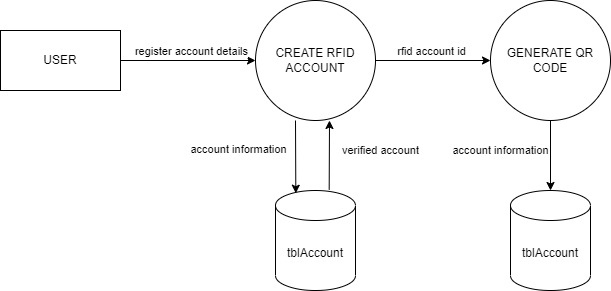 USER
register account details
CREATE RFID
ACCOUNT
rfid account id
GENERATE QR
CODE
account information
verified account
account information
tblAccount
tblAccount